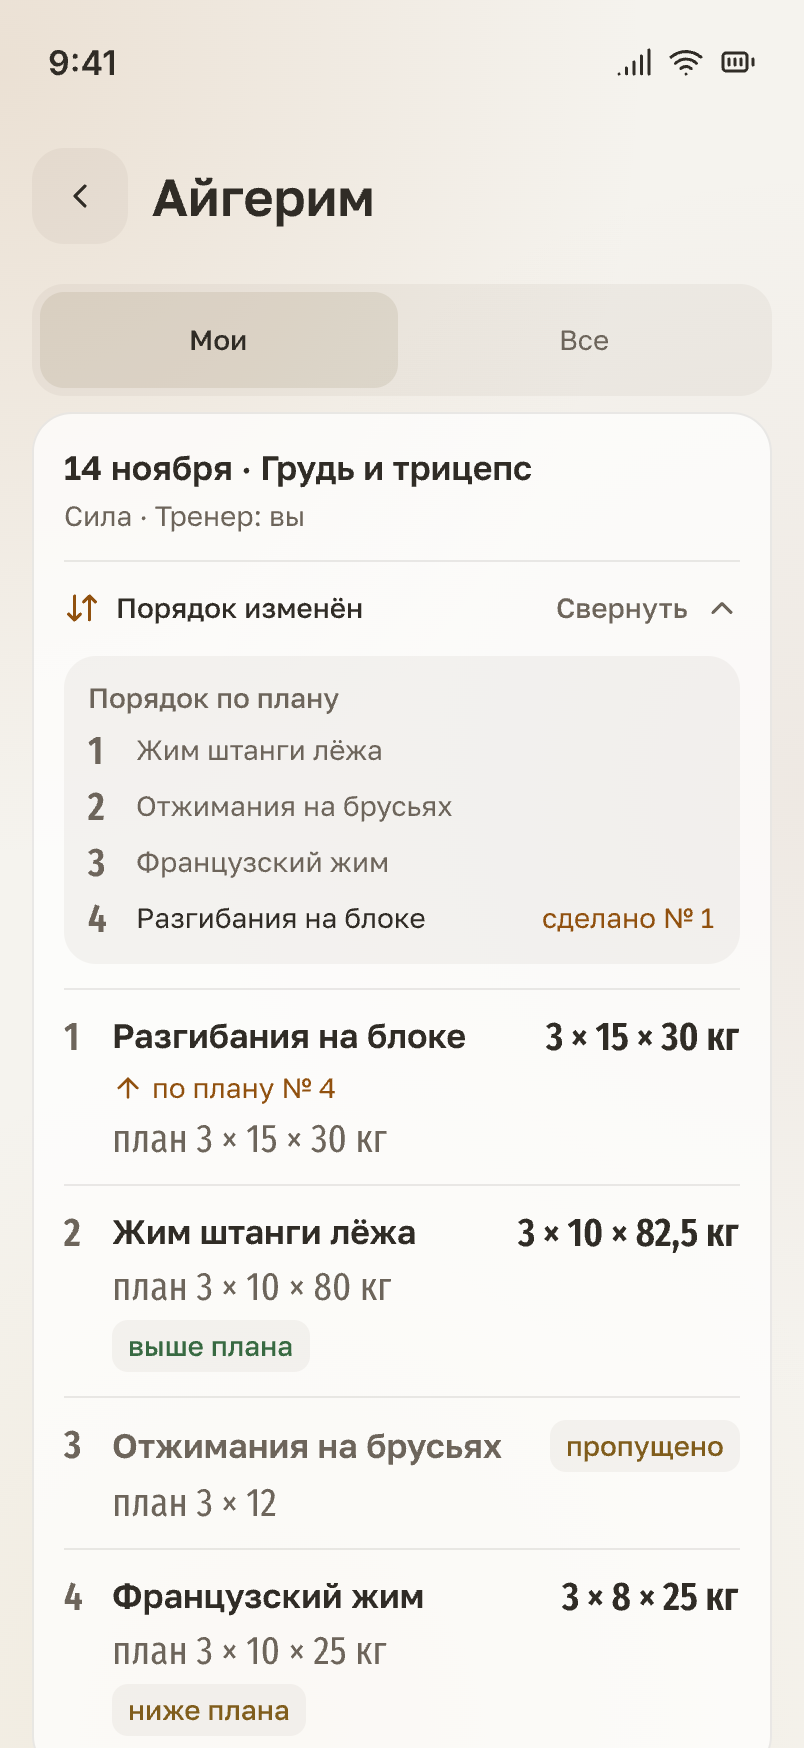 9:41
Айгерим
Мои
Все
14 ноября · Грудь и трицепс
Сила · Тренер: вы
Порядок изменён
Свернуть
Порядок по плану
1 Жим штанги лёжа
2 Отжимания на брусьях
3 Французский жим
4 Разгибания на блоке сделано № 1
1 Разгибания на блоке 3 × 15 × 30 кг
↑ по плану № 4
план 3 × 15 × 30 кг
2 Жим штанги лёжа 3 × 10 × 82,5 кг
план 3 × 10 × 80 кг
выше плана
3 Отжимания на брусьях пропущено
план 3 × 12
4 Французский жим 3 × 8 × 25 кг
план 3 × 10 × 25 кг
ниже плана